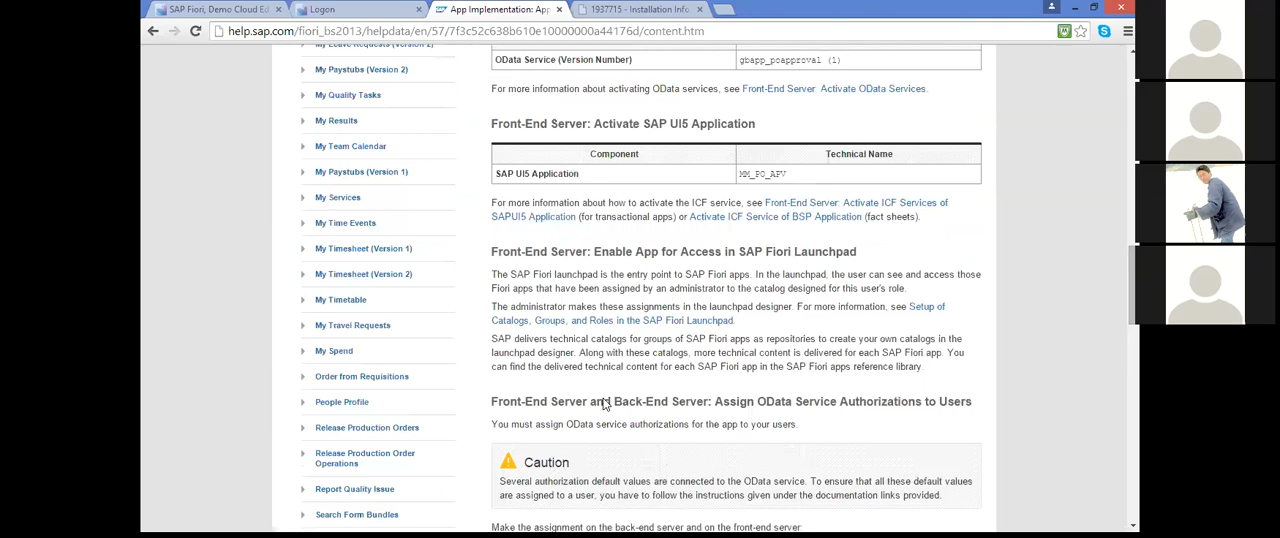 SAP Fiori, Demo Cloud Ed
Logon
App Implementation: App
1937715 - Installation Info
help.sap.com/fiori_bs2013/helpdata/en/57/7f3c52c638b610e10000000a44176d/content.htm
My Leave Requests (Version 2)
My Paystubs (Version 2)
My Quality Tasks
My Results
My Team Calendar
My Paystubs (Version 1)
My Services
My Time Events
My Timesheet (Version 1)
My Timesheet (Version 2)
My Timetable
My Travel Requests
My Spend
Order from Requisitions
People Profile
Release Production Orders
Release Production Order
Operations
Report Quality Issue
Search Form Bundles
OData Service (Version Number) gbapp_poapproval (1)
For more information about activating OData services, see Front-End Server: Activate OData Services.
Front-End Server: Activate SAP UI5 Application
Component Technical Name
SAP UI5 Application MM_PO_APV
For more information about how to activate the ICF service, see Front-End Server: Activate ICF Services of
SAPUI5 Application (for transactional apps) or Activate ICF Service of BSP Application (fact sheets).
Front-End Server: Enable App for Access in SAP Fiori Launchpad
The SAP Fiori launchpad is the entry point to SAP Fiori apps. In the launchpad, the user can see and access those
Fiori apps that have been assigned by an administrator to the catalog designed for this user's role.
The administrator makes these assignments in the launchpad designer. For more information, see Setup of
Catalogs, Groups, and Roles in the SAP Fiori Launchpad.
SAP delivers technical catalogs for groups of SAP Fiori apps as repositories to create your own catalogs in the
launchpad designer. Along with these catalogs, more technical content is delivered for each SAP Fiori app. You
can find the delivered technical content for each SAP Fiori app in the SAP Fiori apps reference library.
Front-End Server and Back-End Server: Assign OData Service Authorizations to Users
You must assign OData service authorizations for the app to your users.
Caution
Several authorization default values are connected to the OData service. To ensure that all these default values
are assigned to a user, you have to follow the instructions given under the documentation links provided.
Make the assignment on the back-end server and on the front-end server: